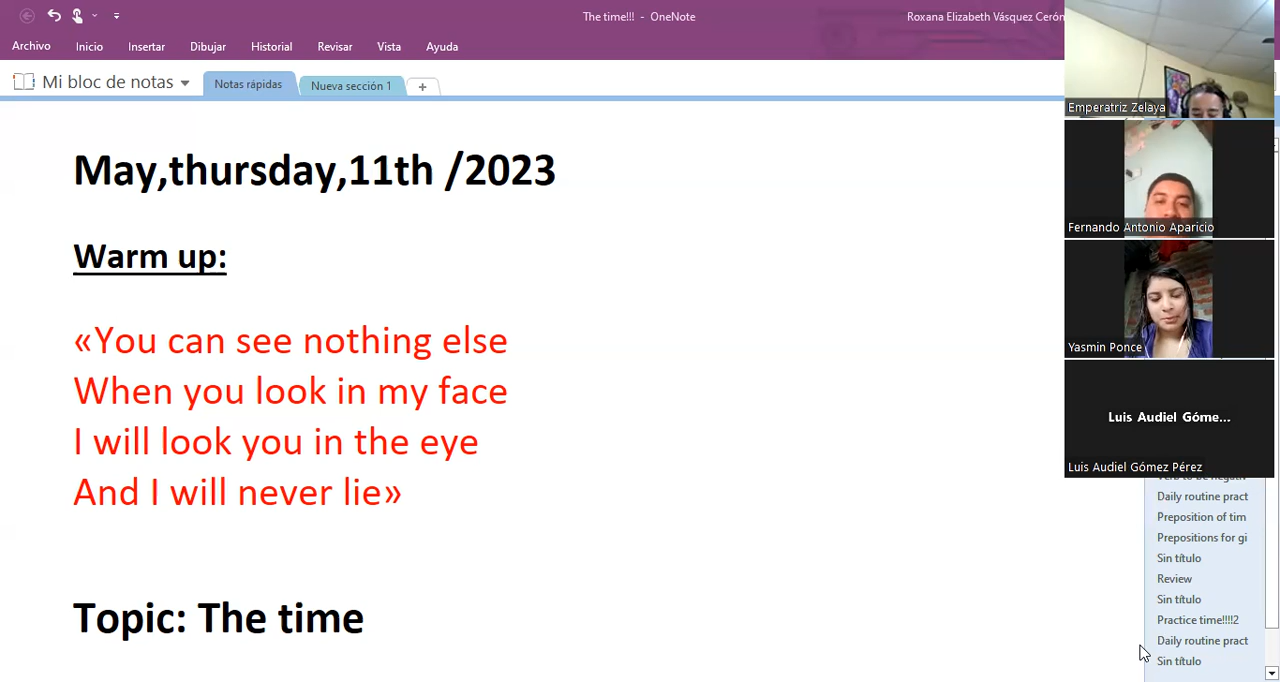 The time!!! - OneNote
Roxana Elizabeth Vásquez Cerón
Archivo Inicio Insertar Dibujar Historial Revisar Vista Ayuda
Mi bloc de notas Notas rápidas Nueva sección 1 +
May,thursday,11th /2023
Warm up:
«You can see nothing else
When you look in my face
I will look you in the eye
And I will never lie»
Topic: The time
Emperatriz Zelaya
Fernando Antonio Aparicio
Yasmin Ponce
Luis Audiel Góme...
Luis Audiel Gómez Pérez
Daily routine pract
Preposition of tim
Prepositions for gi
Sin título
Review
Sin título
Practice time!!!!2
Daily routine pract
Sin título